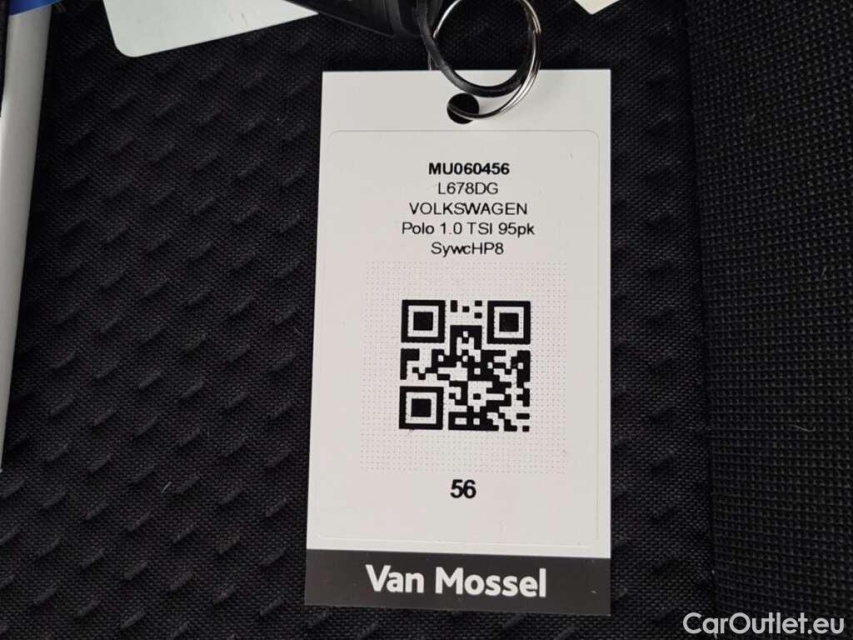 MU060456
L678DG
VOLKSWAGEN
Polo 1.0 TSI 95pk
SywcHP8
56
Van Mossel
CarOutlet.eu